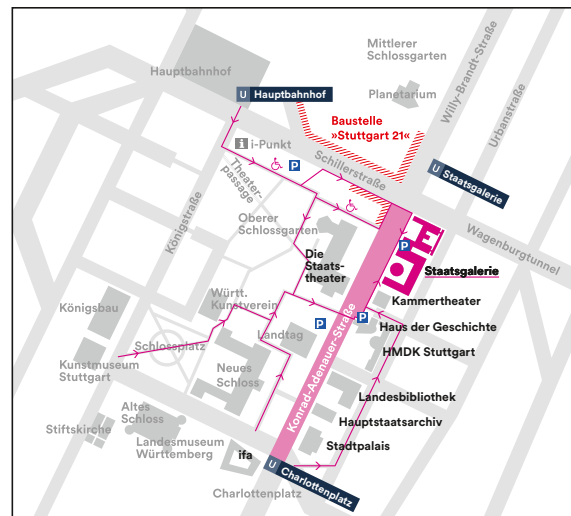 Mittlerer
Schlossgarten
Hauptbahnhof
U Hauptbahnhof
Planetarium
Willy-Brandt-Straße
Urbanstraße
Baustelle
»Stuttgart 21«
i i-Punkt
P
Schillerstraße
U Staatsgalerie
Theater-
passage
Königstraße
Oberer
Schlossgarten
Wagenburgtunnel
P
Die
Staats-
theater
Staatsgalerie
Königsbau
Württ.
Kunstverein
Kammertheater
P
P
Haus der Geschichte
Schlossplatz
Landtag
Konrad-Adenauer-Straße
HMDK Stuttgart
Kunstmuseum
Stuttgart
Neues
Schloss
Landesbibliothek
Altes
Schloss
Hauptstaatsarchiv
Stiftskirche
Landesmuseum
Württemberg
Stadtpalais
ifa
U Charlottenplatz
Charlottenplatz